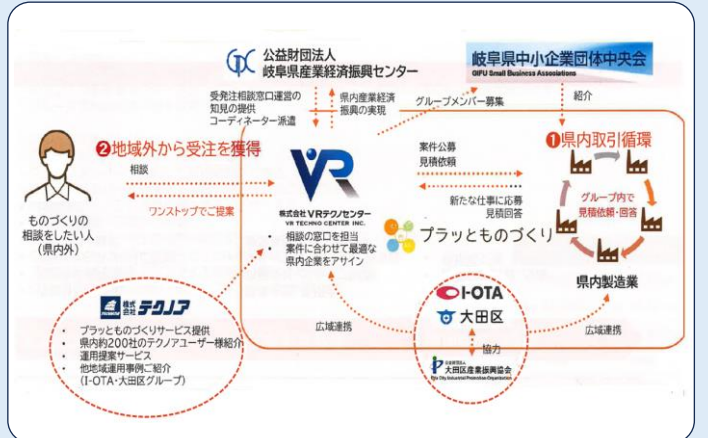 公益財団法人
岐阜県産業経済振興センター
岐阜県中小企業団体中央会
GIFU Small Business Associations
受発注相談窓口運営の
知見の提供
コーディネーター派遣
県内産業経済
振興の実現
グループメンバー募集
紹介
❷地域外から受注を獲得
相談
ワンストップでご提案
ものづくりの
相談をしたい人
(県内外)
VR
株式会社 VRテクノセンター
VR TECHNO CENTER INC.
• 相談の窓口を担当
• 案件に合わせて最適な
県内企業をアサイン
案件公募
見積依頼
新たな仕事に応募
見積回答
プラッとものづくり
❶県内取引循環
グループ内で
見積依頼・回答
県内製造業
株式会社 テクノア
• プラッとものづくりサービス提供
• 県内約200社のテクノアユーザー様紹介
• 運用提案サービス
• 他地域運用事例ご紹介
(I-OTA・大田区グループ)
広域連携
I-OTA
大田区
協力
公益財団法人
大田区産業振興協会
Ota City Industrial Promotion Organization
広域連携